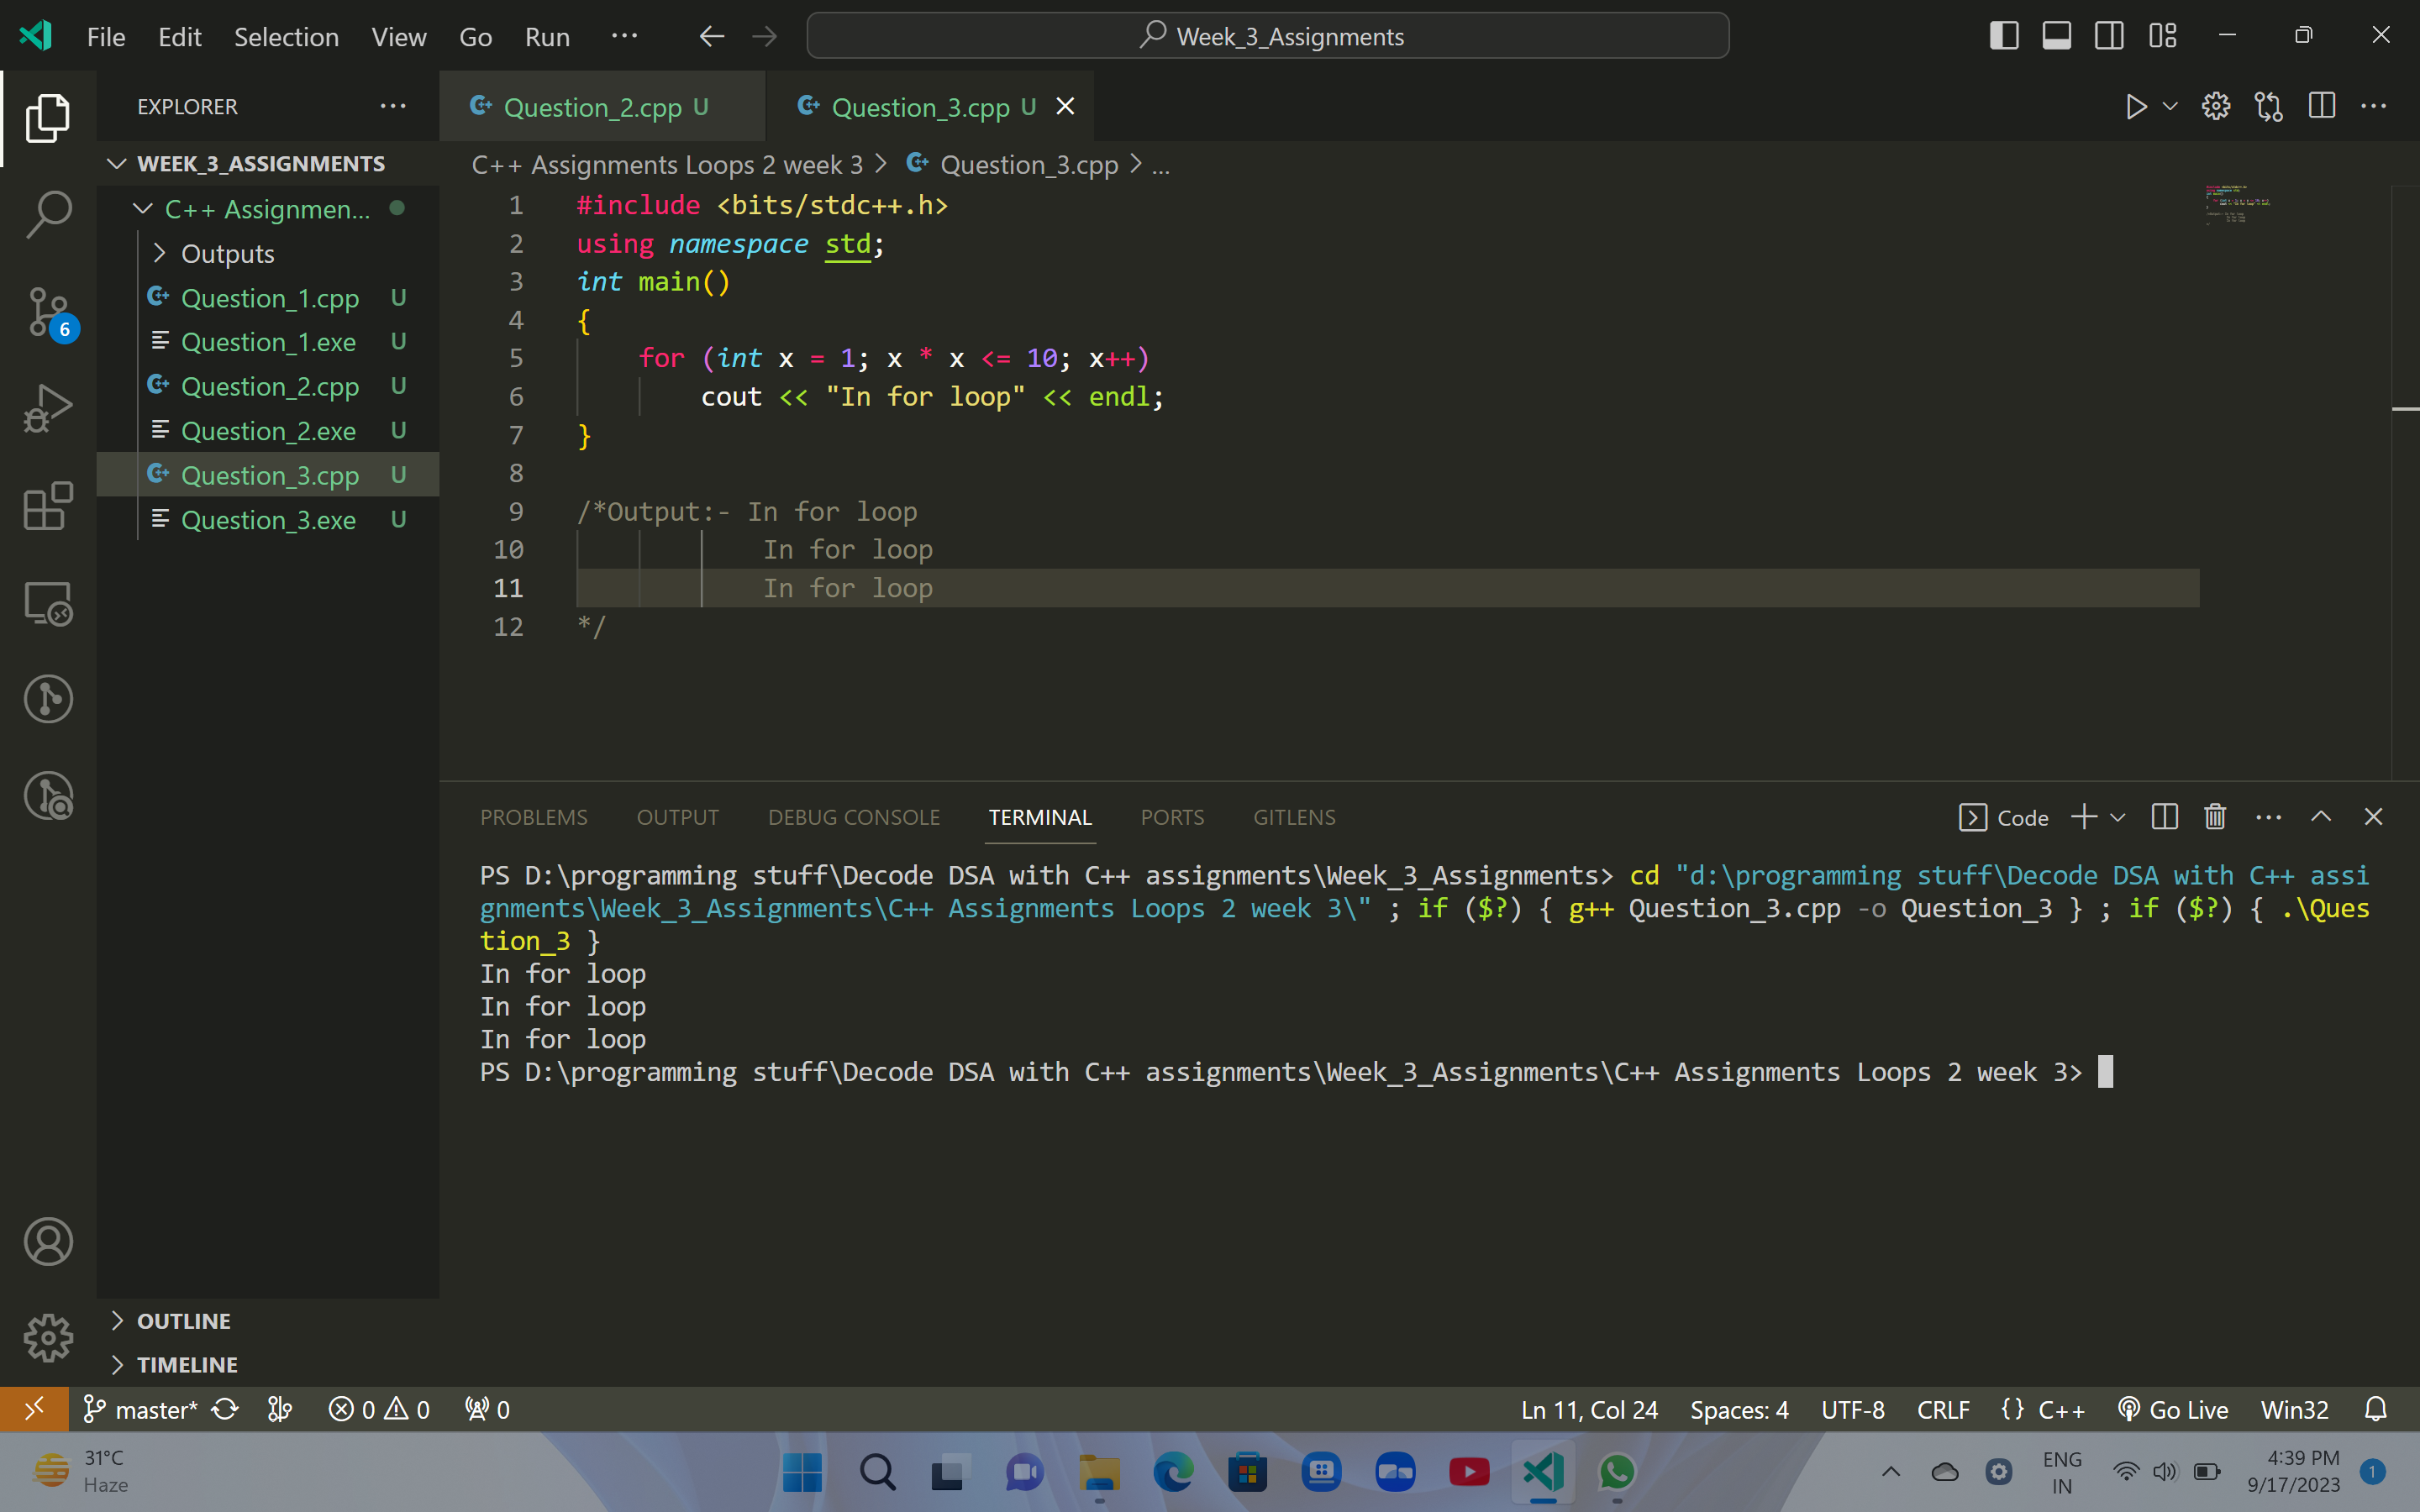 File Edit Selection View Go Run ··· Week_3_Assignments
EXPLORER ···
WEEK_3_ASSIGNMENTS
C++ Assignmen...
Outputs
Question_1.cpp U
Question_1.exe U
Question_2.cpp U
Question_2.exe U
Question_3.cpp U
Question_3.exe U
OUTLINE
TIMELINE
6
Question_2.cpp U Question_3.cpp U
C++ Assignments Loops 2 week 3 > Question_3.cpp > ...
1 #include <bits/stdc++.h>
2 using namespace std;
3 int main()
4 {
5 for (int x = 1; x * x <= 10; x++)
6 cout << "In for loop" << endl;
7 }
8
9 /*Output:- In for loop
10 In for loop
11 In for loop
12 */
PROBLEMS OUTPUT DEBUG CONSOLE TERMINAL PORTS GITLENS Code
PS D:\programming stuff\Decode DSA with C++ assignments\Week_3_Assignments> cd "d:\programming stuff\Decode DSA with C++ assi
gnments\Week_3_Assignments\C++ Assignments Loops 2 week 3\" ; if ($?) { g++ Question_3.cpp -o Question_3 } ; if ($?) { .\Ques
tion_3 }
In for loop
In for loop
In for loop
PS D:\programming stuff\Decode DSA with C++ assignments\Week_3_Assignments\C++ Assignments Loops 2 week 3>
master* 0 0 0 Ln 11, Col 24 Spaces: 4 UTF-8 CRLF {} C++ Go Live Win32
31°C
Haze
ENG
IN
4:39 PM
9/17/2023
1